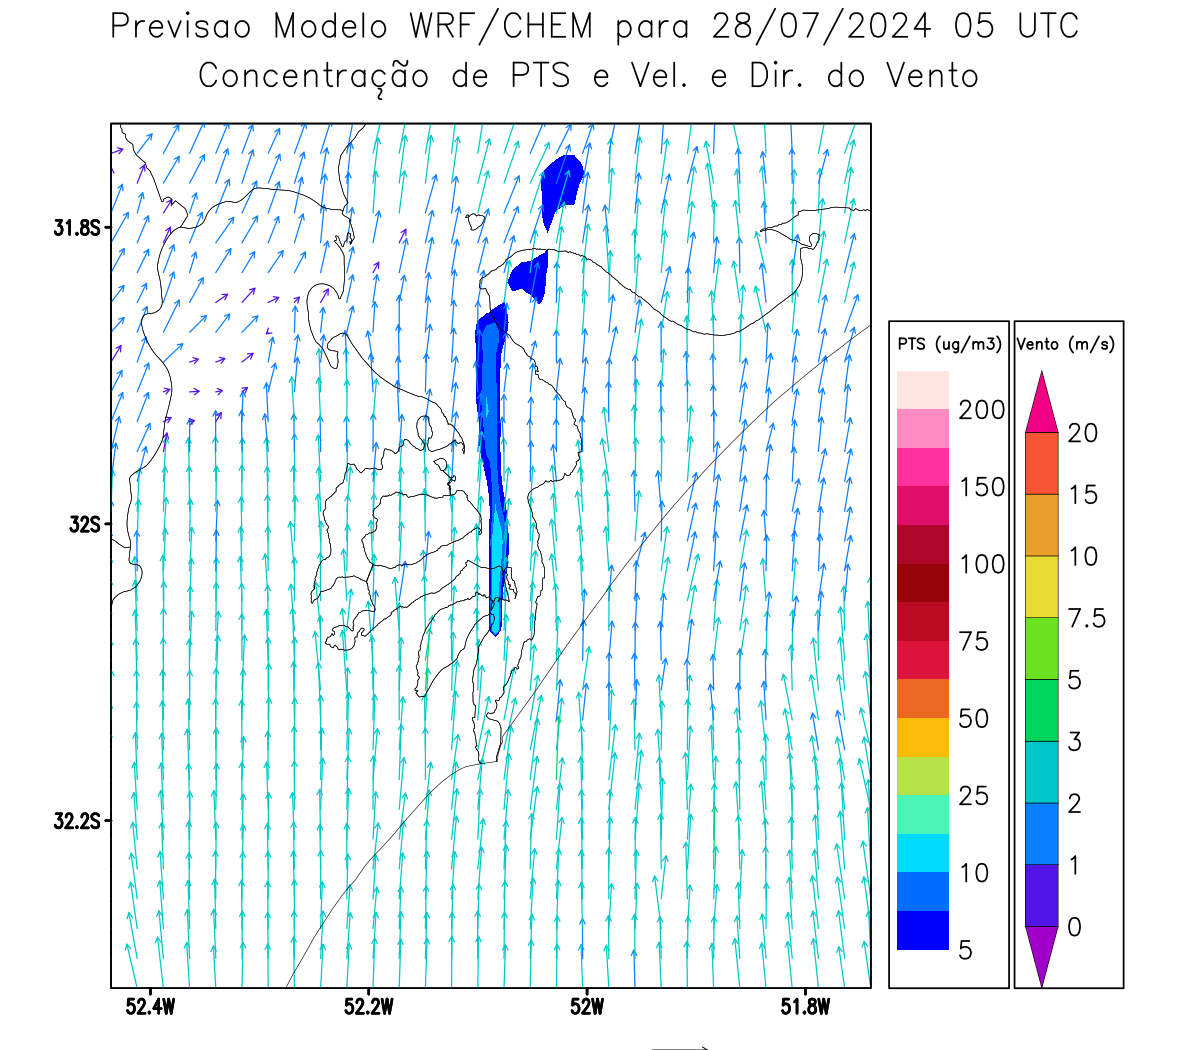 Previsao Modelo WRF/CHEM para 28/07/2024 05 UTC
Concentração de PTS e Vel. e Dir. do Vento
31.8S
32S
32.2S
52.4W
52.2W
52W
51.8W
PTS (ug/m3)
200
150
100
75
50
25
10
5
Vento (m/s)
20
15
10
7.5
5
3
2
1
0